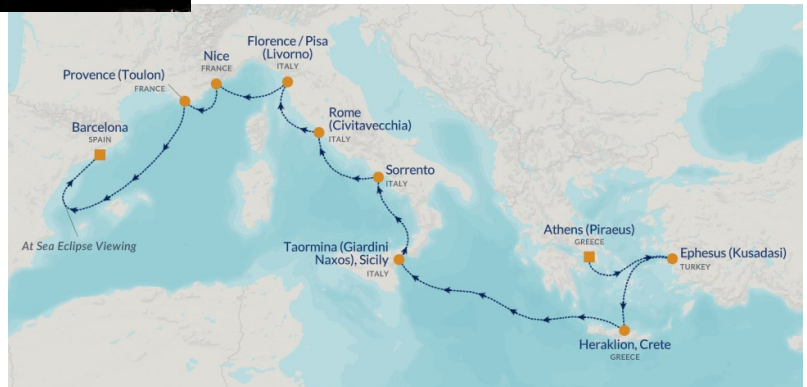 Florence / Pisa
(Livorno)
ITALY
Nice
FRANCE
Provence (Toulon)
FRANCE
Barcelona
SPAIN
Rome
(Civitavecchia)
ITALY
Sorrento
ITALY
At Sea Eclipse Viewing
Taormina (Giardini
Naxos), Sicily
ITALY
Athens (Piraeus)
GREECE
Ephesus (Kusadasi)
TURKEY
Heraklion, Crete
GREECE